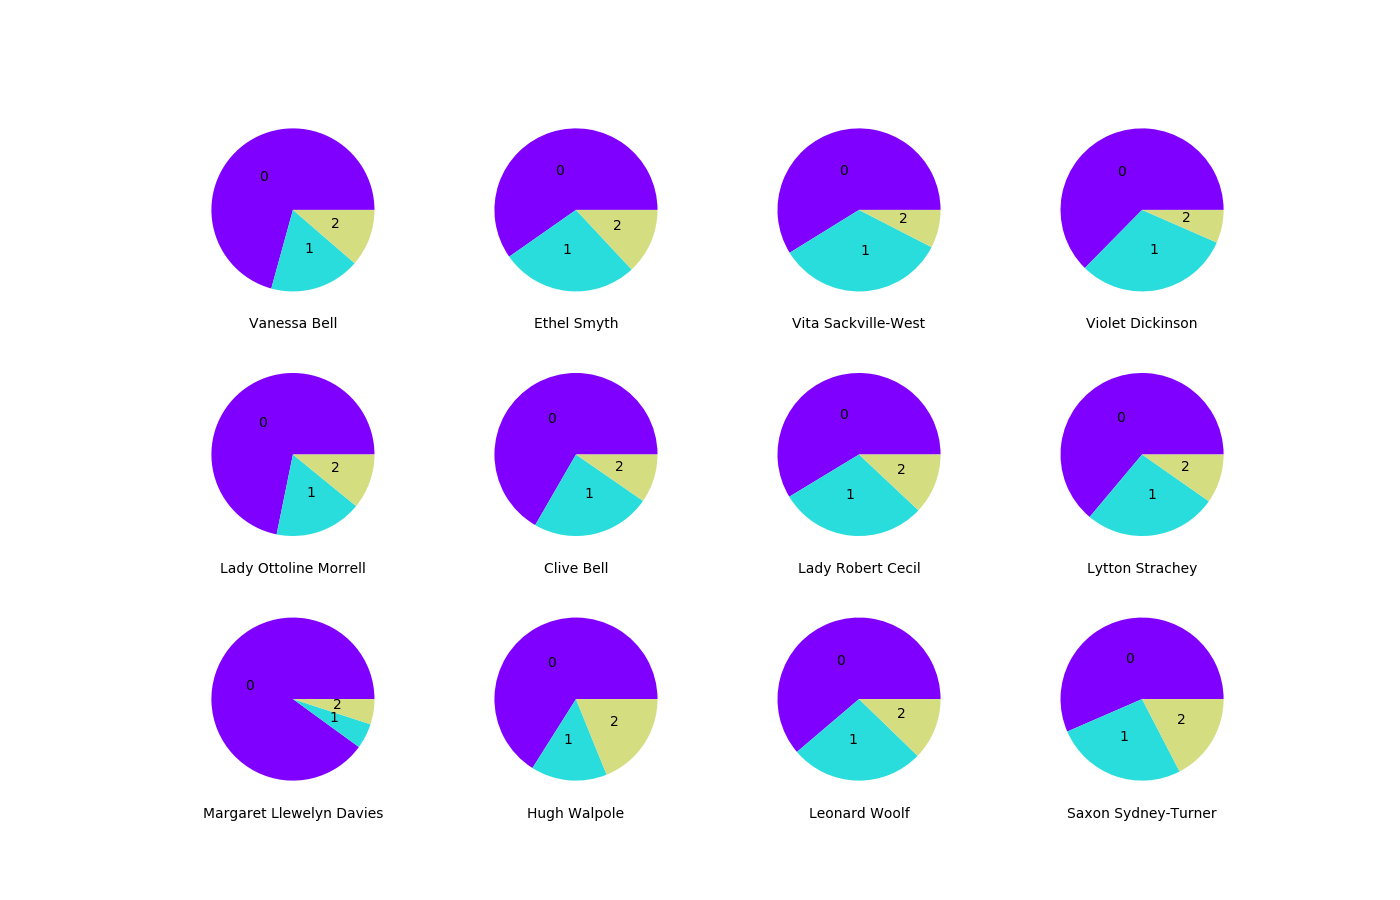 0 0 0 0
2 2 2 2
1 1 1 1
Vanessa Bell Ethel Smyth Vita Sackville-West Violet Dickinson
0 0 0 0
2 2 2 2
1 1 1 1
Lady Ottoline Morrell Clive Bell Lady Robert Cecil Lytton Strachey
0 0 0 0
2 2 2 2
1 1 1 1
Margaret Llewelyn Davies Hugh Walpole Leonard Woolf Saxon Sydney-Turner